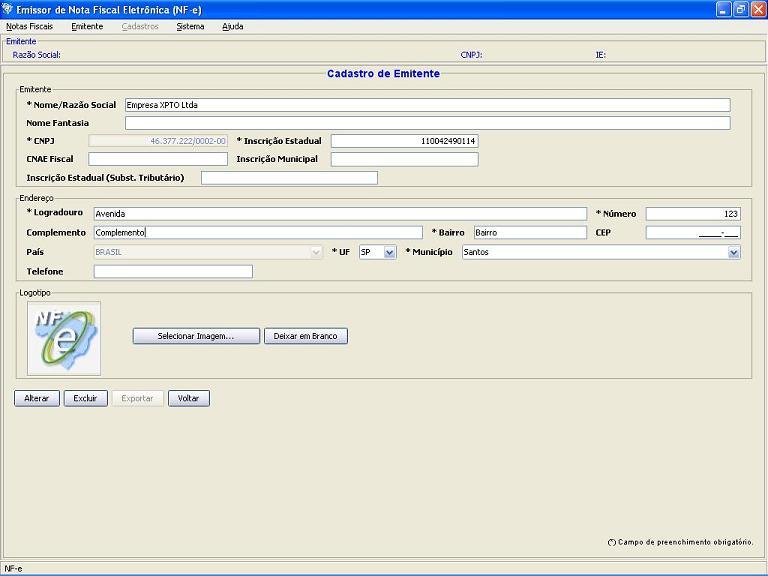 Emissor de Nota Fiscal Eletrônica (NF-e)
Notas Fiscais Emitente Cadastros Sistema Ajuda
Emitente
Razão Social: CNPJ: IE:
Cadastro de Emitente
Emitente
* Nome/Razão Social Empresa XPTO Ltda
Nome Fantasia
* CNPJ 46.377.222/0002-00 * Inscrição Estadual 110042490114
CNAE Fiscal Inscrição Municipal
Inscrição Estadual (Subst. Tributário)
Endereço
* Logradouro Avenida * Número 123
Complemento Complemento * Bairro Bairro CEP _____-___
País BRASIL * UF SP * Município Santos
Telefone
Logotipo
NF e
Selecionar Imagem... Deixar em Branco
Alterar Excluir Exportar Voltar
(*) Campo de preenchimento obrigatório.
NF-e